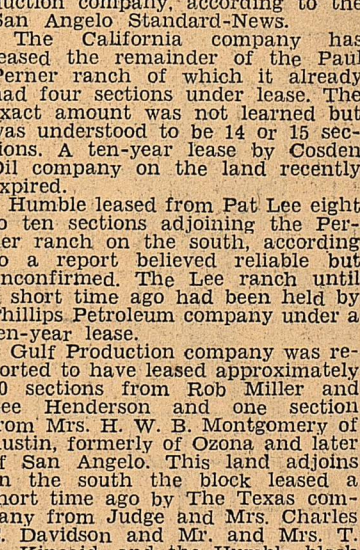 duction company, according to the
San Angelo Standard-News.
The California company has
eased the remainder of the Paul
Perner ranch of which it already
had four sections under lease. The
exact amount was not learned but
was understood to be 14 or 15 sec-
ions. A ten-year lease by Cosden
Oil company on the land recently
expired.
Humble leased from Pat Lee eight
o ten sections adjoining the Per-
er ranch on the south, according
o a report believed reliable but
nconfirmed. The Lee ranch until
short time ago had been held by
Phillips Petroleum company under a
en-year lease.
Gulf Production company was re-
orted to have leased approximately
0 sections from Rob Miller and
ee Henderson and one section
rom Mrs. H. W. B. Montgomery of
ustin, formerly of Ozona and later
f San Angelo. This land adjoins
n the south the block leased a
hort time ago by The Texas com-
any from Judge and Mrs. Charles
. Davidson and Mr. and Mrs. T.